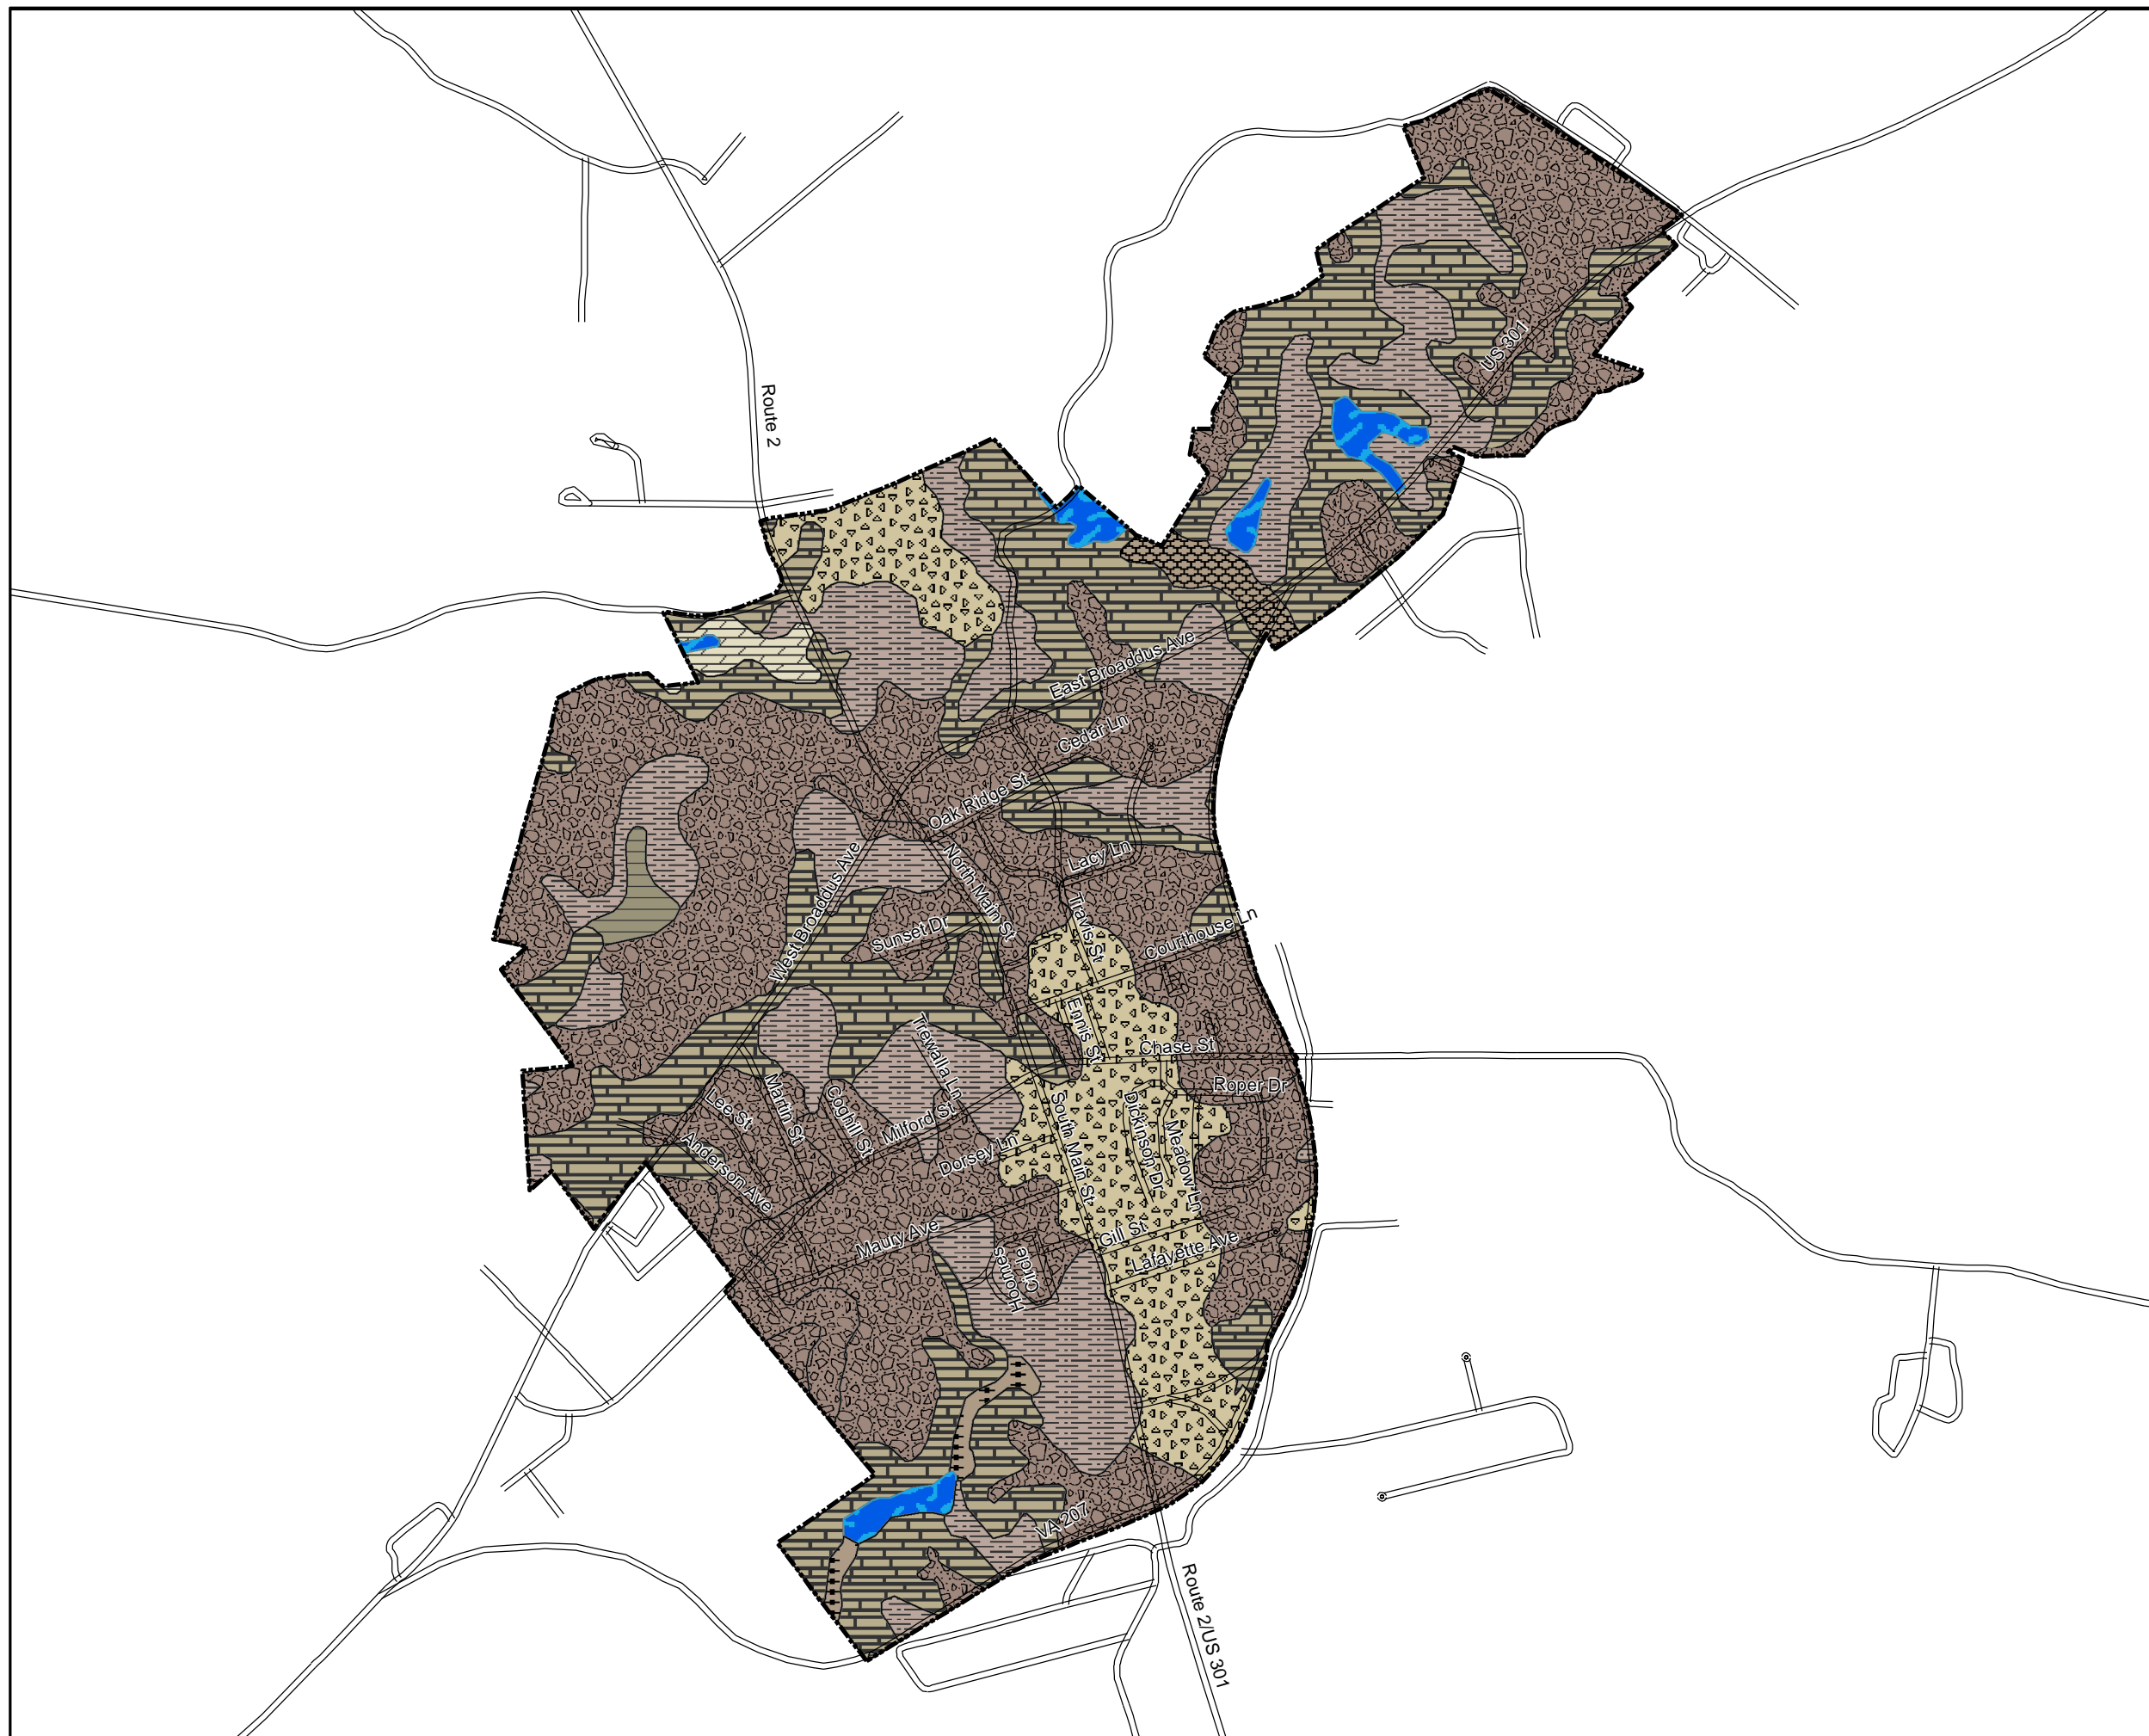 US 301
Route 2
East Broaddus Ave
Cedar Ln
Oak Ridge St
North Main St
Lacy Ln
West Broaddus Ave
Travis St
Sunset Dr
Courthouse Ln
Ennis St
Trewalla Ln
Chase St
Roper Dr
Martin St
Lee St
Coghill St
Milford St
South Main St
Dickinson Dr
Meadow Ln
Anderson Ave
Dorsey Ln
Maury Ave
Gill St
Lafayette Ave
Homes
Circle
VA 207
Route 2/US 301